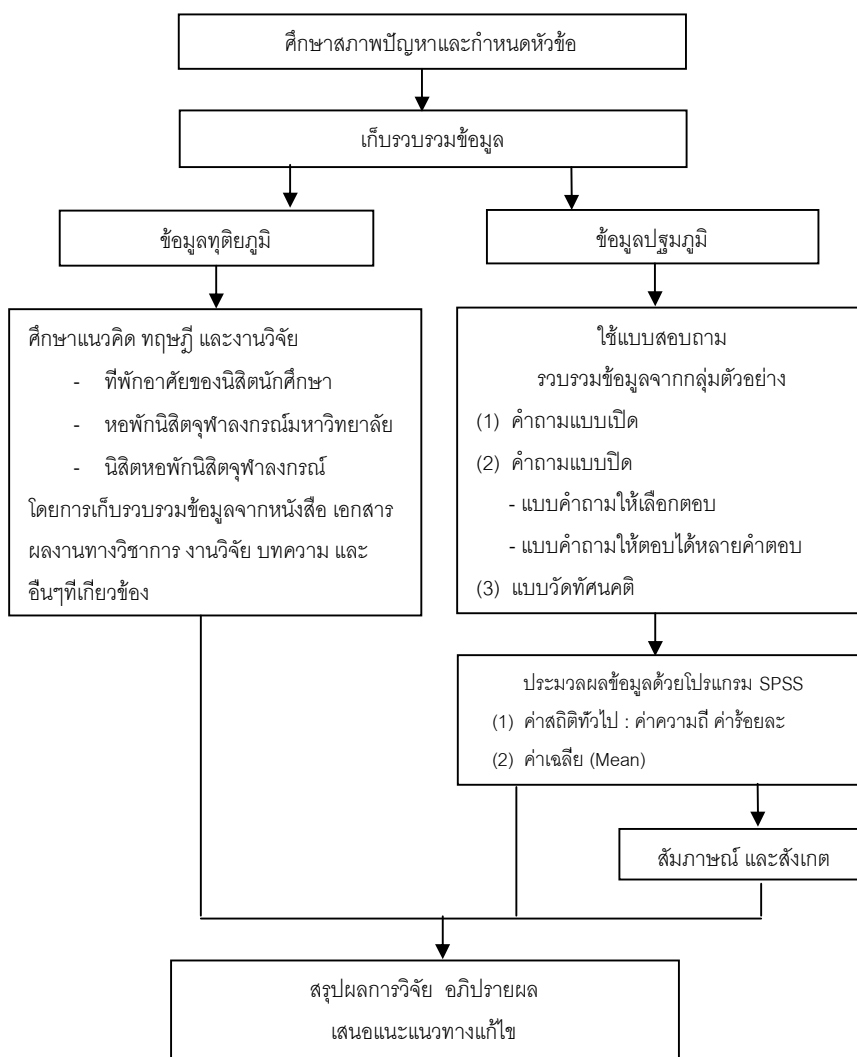 ศึกษาสภาพปัญหาและกำหนดหัวข้อ
เก็บรวบรวมข้อมูล
ข้อมูลทุติยภูมิ
ข้อมูลปฐมภูมิ
ศึกษาแนวคิด ทฤษฎี และงานวิจัย
- ที่พักอาศัยของนิสิตนักศึกษา
- หอพักนิสิตจุฬาลงกรณ์มหาวิทยาลัย
- นิสิตหอพักนิสิตจุฬาลงกรณ์
โดยการเก็บรวบรวมข้อมูลจากหนังสือ เอกสาร
ผลงานทางวิชาการ งานวิจัย บทความ และ
อื่นๆที่เกี่ยวข้อง
ใช้แบบสอบถาม
รวบรวมข้อมูลจากกลุ่มตัวอย่าง
(1) คำถามแบบเปิด
(2) คำถามแบบปิด
- แบบคำถามให้เลือกตอบ
- แบบคำถามให้ตอบได้หลายคำตอบ
(3) แบบวัดทัศนคติ
ประมวลผลข้อมูลด้วยโปรแกรม SPSS
(1) ค่าสถิติทั่วไป : ค่าความถี่ ค่าร้อยละ
(2) ค่าเฉลี่ย (Mean)
สัมภาษณ์ และสังเกต
สรุปผลการวิจัย อภิปรายผล
เสนอแนะแนวทางแก้ไข